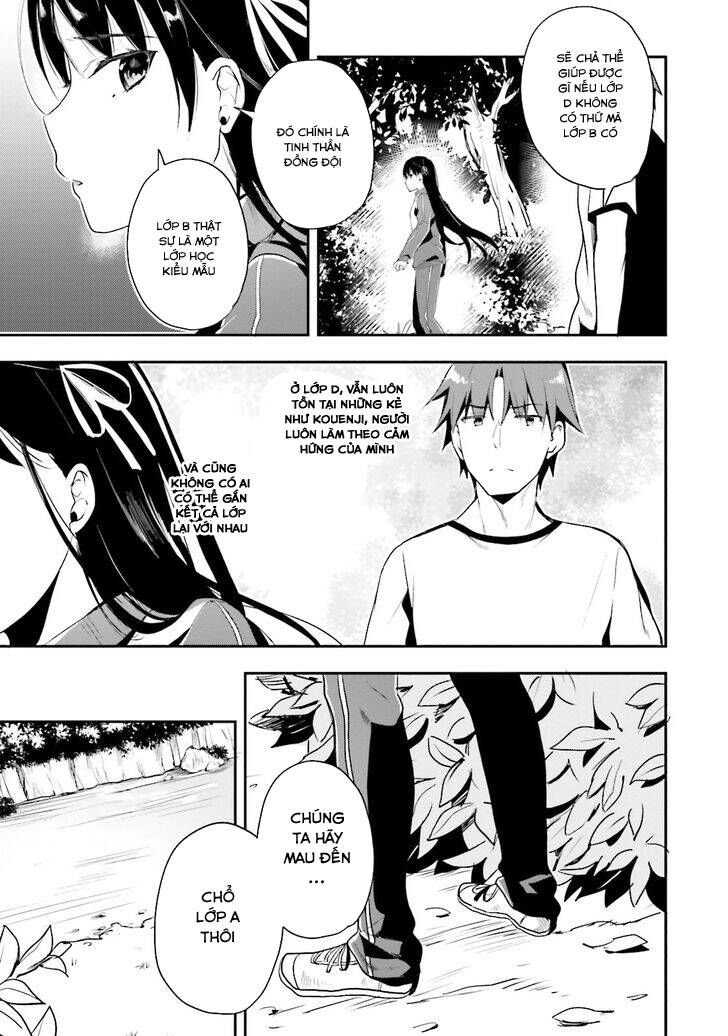 SẼ CHẢ THỂ
GIÚP ĐƯỢC
GÌ NẾU LỚP
D KHÔNG
CÓ THỨ MÀ
LỚP B CÓ
ĐÓ CHÍNH LÀ
TINH THẦN
ĐỒNG ĐỘI
LỚP B THẬT
SỰ LÀ MỘT
LỚP HỌC
KIỂU MẪU
Ở LỚP D, VẪN LUÔN
TỒN TẠI NHỮNG KẺ
NHƯ KOUENJI, NGƯỜI
LUÔN LÀM THEO CẢM
HỨNG CỦA MÌNH
VÀ CŨNG
KHÔNG CÓ AI
CÓ THỂ GẮN
KẾT CẢ LỚP
LẠI VỚI NHAU
CHÚNG
TA HÃY
MAU ĐẾN
...
CHỔ
LỚP A
THÔI